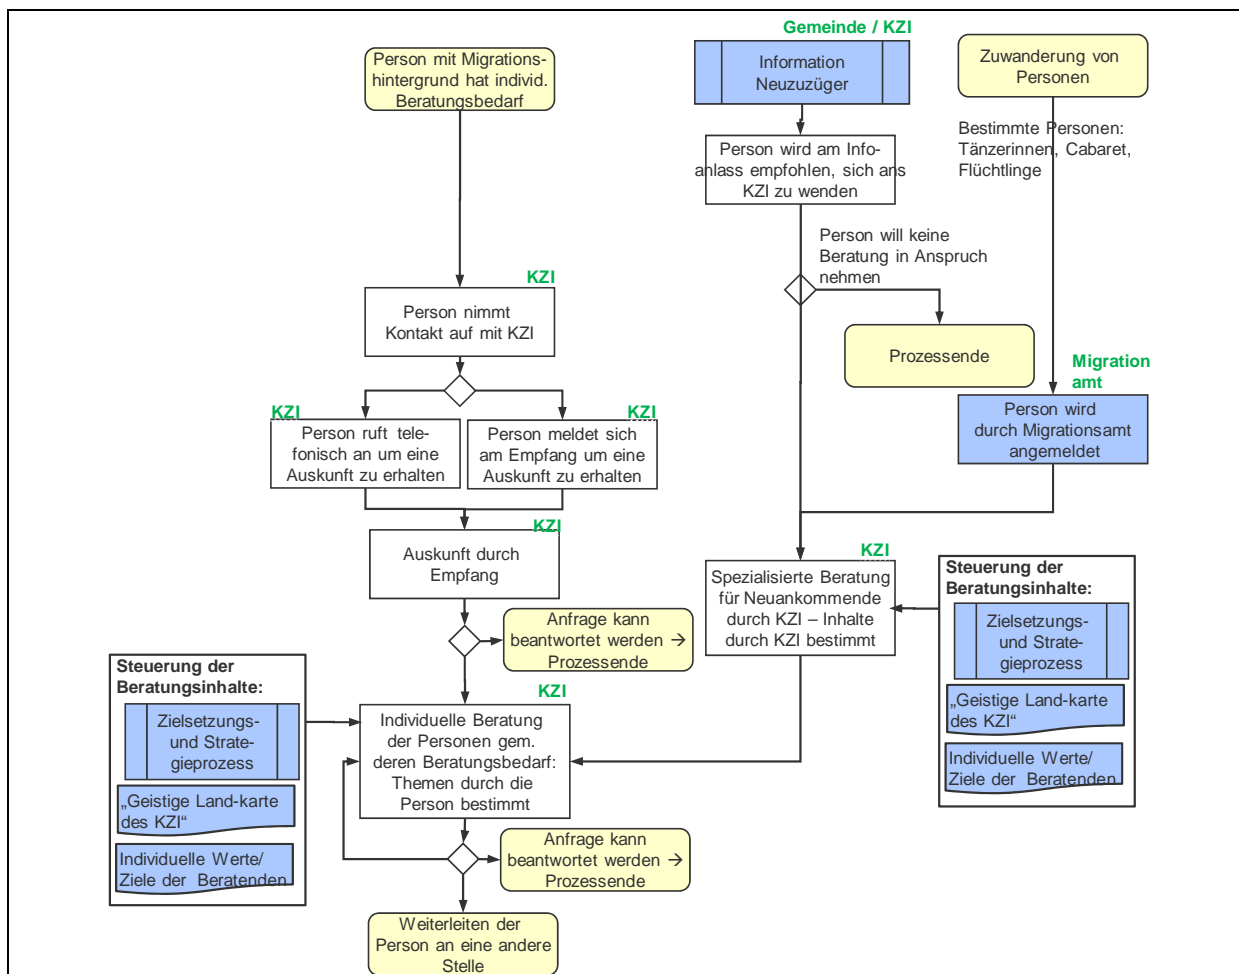 Gemeinde / KZI
Person mit Migrations-
hintergrund hat individ.
Beratungsbedarf
Information
Neuzuzüger
Zuwanderung von
Personen
Bestimmte Personen:
Tänzerinnen, Cabaret,
Flüchtlinge
Person wird am Info-
anlass empfohlen, sich ans
KZI zu wenden
Person will keine
Beratung in Anspruch
nehmen
KZI
Person nimmt
Kontakt auf mit KZI
Prozessende
Migration
amt
Person wird
durch Migrationsamt
angemeldet
KZI
Person ruft tele-
fonisch an um eine
Auskunft zu erhalten
KZI
Person meldet sich
am Empfang um eine
Auskunft zu erhalten
KZI
Auskunft durch
Empfang
KZI
Spezialisierte Beratung
für Neuankommende
durch KZI – Inhalte
durch KZI bestimmt
Steuerung der
Beratungsinhalte:
Zielsetzungs-
und Strate-
gieprozess
„Geistige Land-karte
des KZI“
Individuelle Werte/
Ziele der Beratenden
Anfrage kann
beantwortet werden →
Prozessende
Steuerung der
Beratungsinhalte:
Zielsetzungs-
und Strate-
gieprozess
„Geistige Land-karte
des KZI“
Individuelle Werte/
Ziele der Beratenden
KZI
Individuelle Beratung
der Personen gem.
deren Beratungsbedarf:
Themen durch die
Person bestimmt
Anfrage kann
beantwortet werden →
Prozessende
Weiterleiten der
Person an eine andere
Stelle